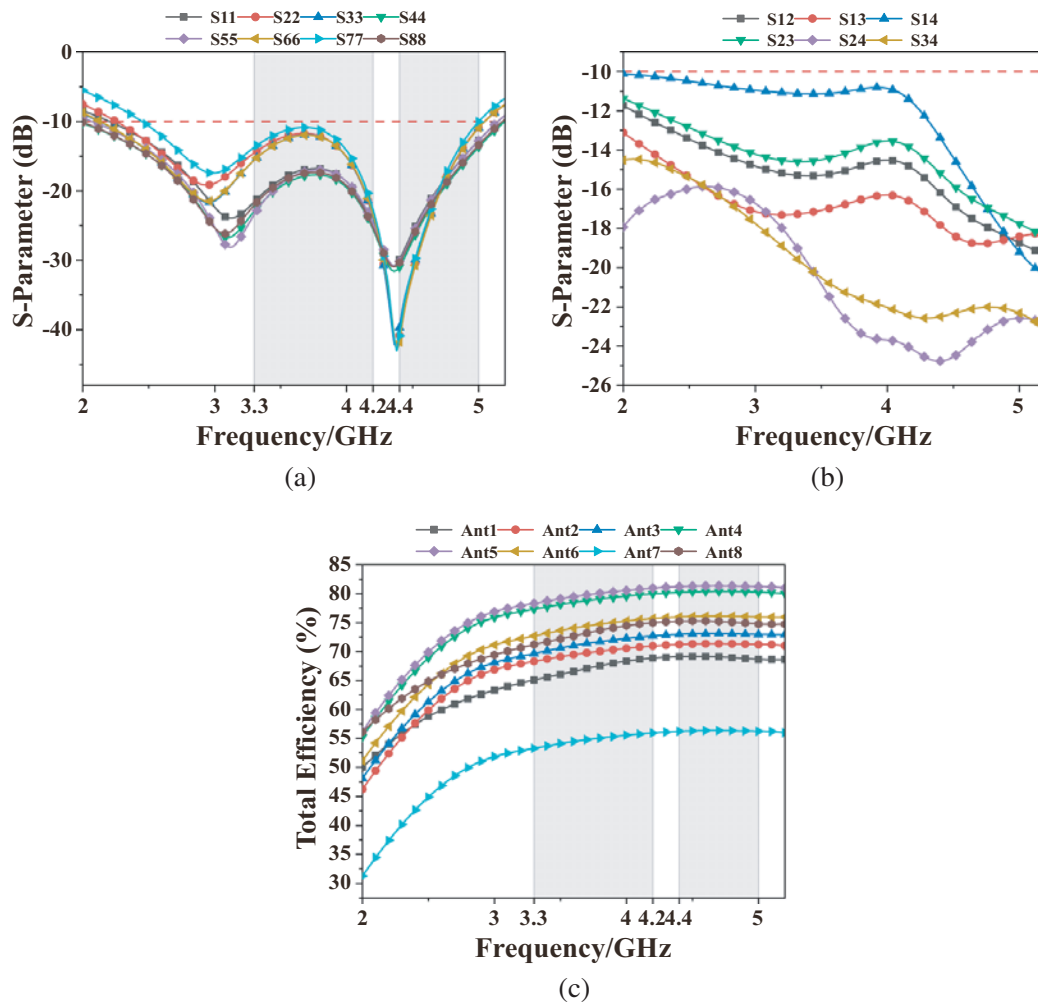 S11 S22 S33 S44
S55 S66 S77 S88
0
-10
-20
-30
-40
S-Parameter (dB)
2 3 3.3 4 4.2 4.4 5
Frequency/GHz
(a)
S12 S13 S14
S23 S24 S34
-10
-12
-14
-16
-18
-20
-22
-24
-26
S-Parameter (dB)
2 3 4 5
Frequency/GHz
(b)
Ant1 Ant2 Ant3 Ant4
Ant5 Ant6 Ant7 Ant8
85
80
75
70
65
60
55
50
45
40
35
30
Total Efficiency (%)
2 3 3.3 4 4.2 4.4 5
Frequency/GHz
(c)